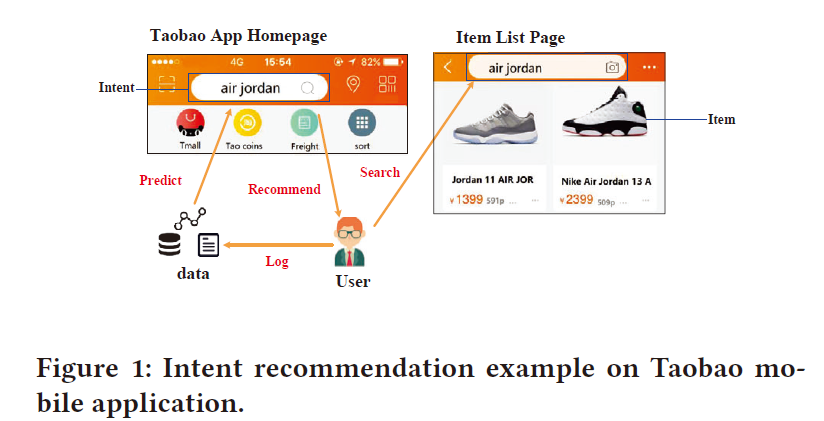 Taobao App Homepage
Item List Page
4G 15:54 82%
Intent
air jordan
air jordan
Tmall Tao coins Freight sort
Item
Predict
Recommend
Search
Jordan 11 AIR JOR
Nike Air Jordan 13 A
¥1399 591p ... ...
¥2399 509p ... ...
Log
data
User
Figure 1: Intent recommendation example on Taobao mo-
bile application.